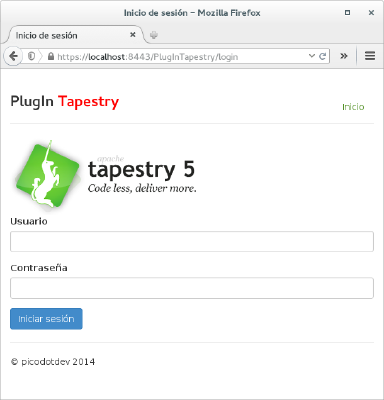 Inicio de sesión – Mozilla Firefox
Inicio de sesión
https://localhost:8443/PlugInTapestry/login
PlugIn Tapestry
Inicio
apache
tapestry 5
Code less, deliver more.
Usuario
Contraseña
Iniciar sesión
© picodotdev 2014